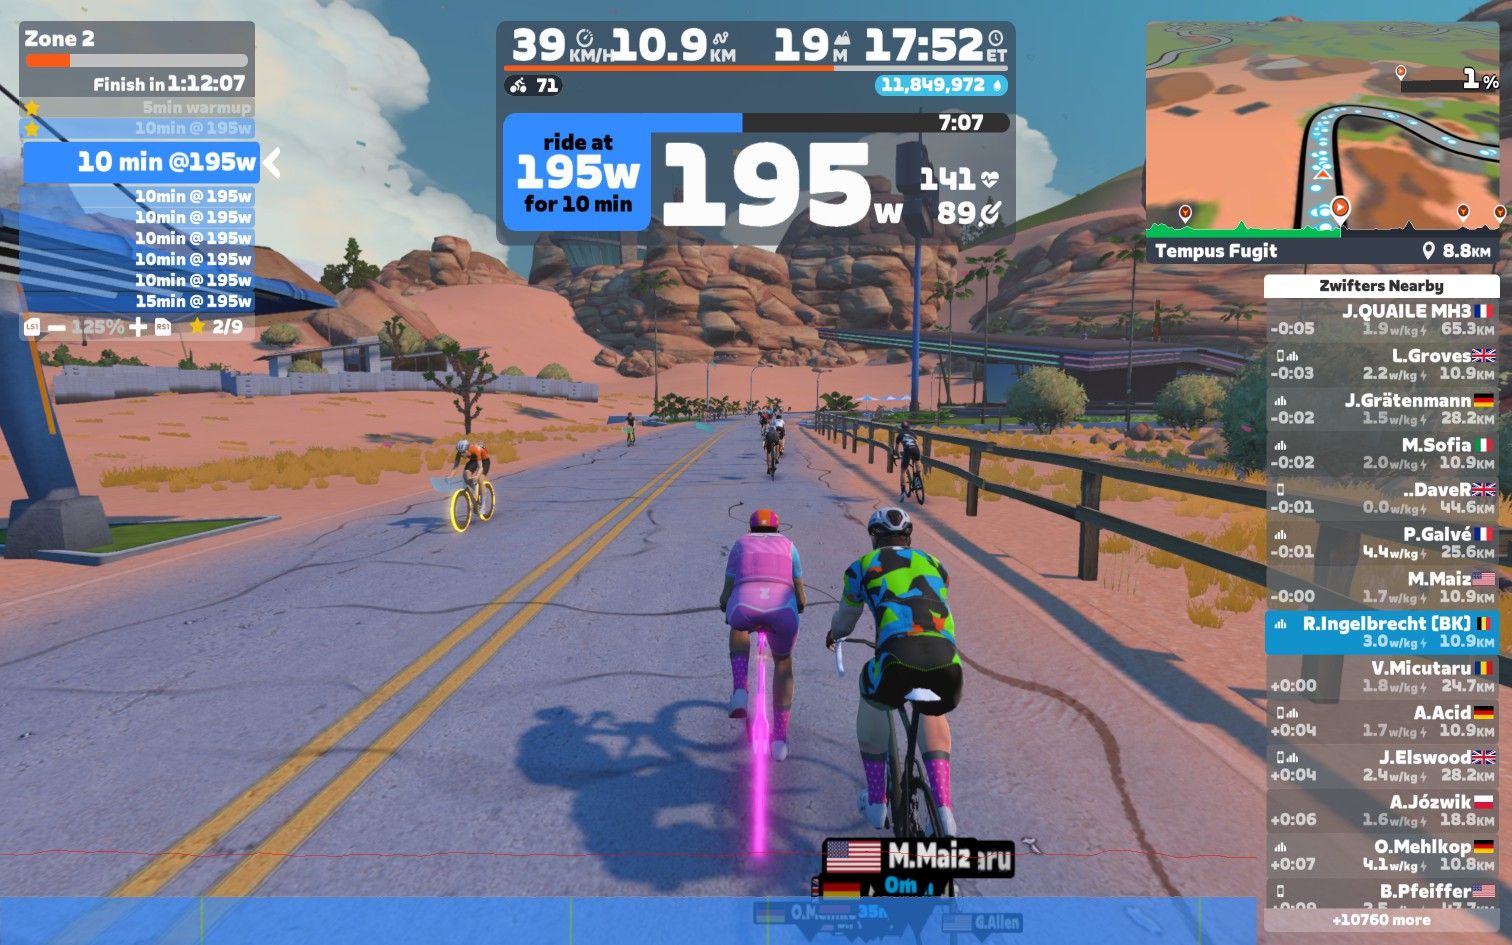 Zone 2
Finish in 1:12:07
5min warmup
10min @ 195w
10 min @195w
10min @ 195w
10min @ 195w
10min @ 195w
10min @ 195w
10min @ 195w
15min @ 195w
LS1 − 125% + RS1 2/9
39 KM/H 10.9 KM 19 M 17:52 ET
71 11,849,972
7:07
ride at
195w
for 10 min
195w
141
89
1%
Tempus Fugit 8.8KM
Zwifters Nearby
J.QUAILE MH3
-0:05 1.9w/kg 65.3KM
L.Groves
-0:03 2.2w/kg 10.9KM
J.Grätenmann
-0:02 1.5w/kg 28.2KM
M.Sofia
-0:02 2.0w/kg 10.9KM
..DaveR
-0:01 0.0w/kg 44.6KM
P.Galvé
-0:01 4.4w/kg 25.6KM
M.Maiz
-0:00 1.7w/kg 10.9KM
R.Ingelbrecht [BK]
3.0w/kg 10.9KM
V.Micutaru
+0:00 1.8w/kg 24.7KM
A.Acid
+0:04 1.7w/kg 10.9KM
J.Elswood
+0:04 2.4w/kg 28.2KM
A.Józwik
+0:06 1.6w/kg 18.8KM
O.Mehlkop
+0:07 4.1w/kg 10.8KM
B.Pfeiffer
+10760 more
M.Maiz aru
0m
35m
G.Allen